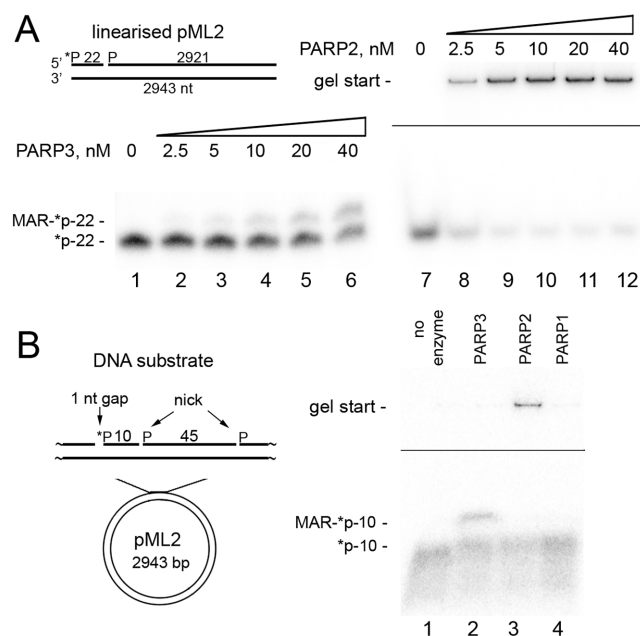 A
linearised pML2
5' *P 22 P 2921
3'
2943 nt
PARP2, nM 0 2.5 5 10 20 40
gel start -
PARP3, nM 0 2.5 5 10 20 40
MAR-*p-22 -
*p-22 -
1 2 3 4 5 6 7 8 9 10 11 12
B
DNA substrate
1 nt gap nick
*P 10 P 45 P
pML2
2943 bp
no enzyme PARP3 PARP2 PARP1
gel start -
MAR-*p-10 -
*p-10 -
1 2 3 4